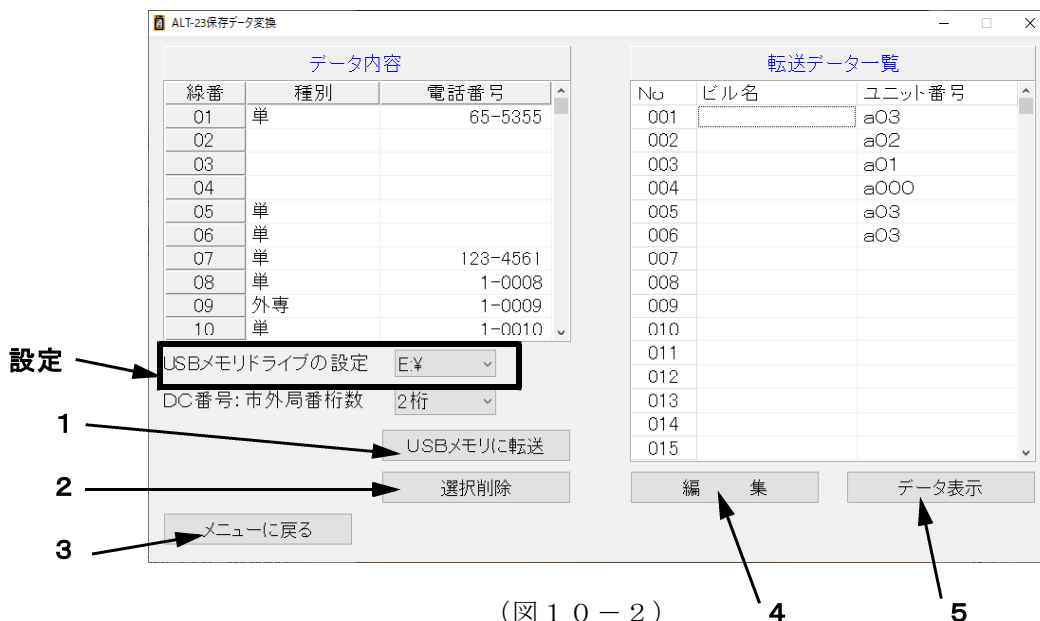 ALT-23保存データ変換
データ内容
線番 種別 電話番号
01 単 65-5355
02
03
04
05 単
06 単
07 単 123-4561
08 単 1-0008
09 外専 1-0009
10 単 1-0010
転送データ一覧
No ビル名 ユニット番号
001 a03
002 a02
003 a01
004 a000
005 a03
006 a03
007
008
009
010
011
012
013
014
015
設定
USBメモリドライブの設定 E:¥
DC番号:市外局番桁数 2桁
1
USBメモリに転送
2
選択削除
編 集
データ表示
メニューに戻る
3
(図10-2)
4
5